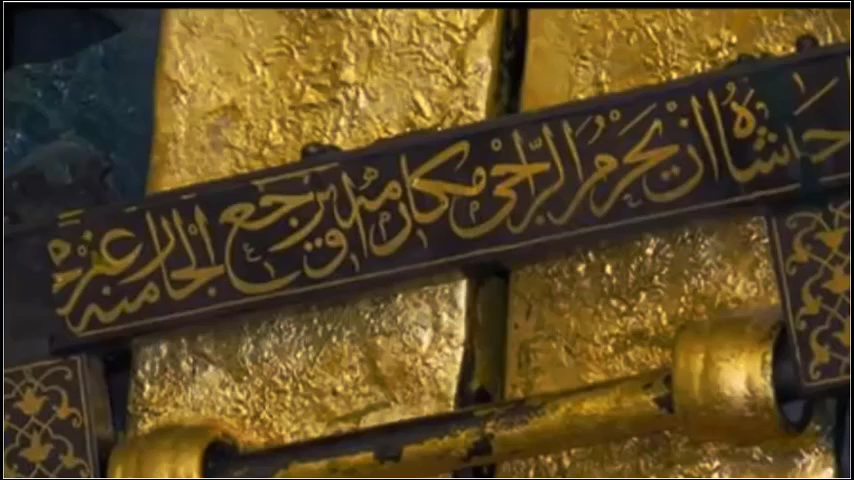 حاشاه ان يحرم الراجي مكارمه او يرجع الجار منه غير